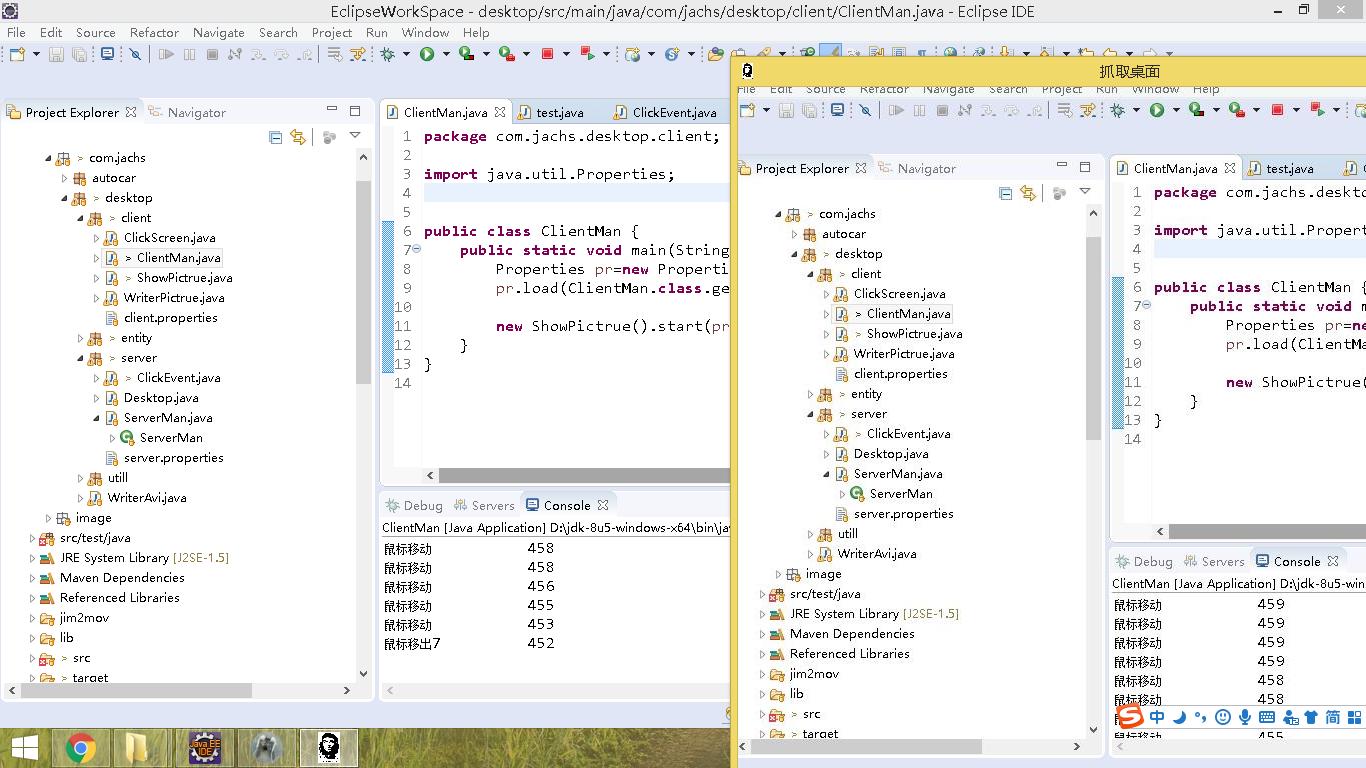 EclipseWorkSpace - desktop/src/main/java/com/jachs/desktop/client/ClientMan.java - Eclipse IDE
File Edit Source Refactor Navigate Search Project Run Window Help
Project Explorer
Navigator
com.jachs
autocar
> desktop
> client
ClickScreen.java
> ClientMan.java
> ShowPictrue.java
WriterPictrue.java
client.properties
> entity
> server
> ClickEvent.java
Desktop.java
ServerMan.java
ServerMan
server.properties
utill
WriterAvi.java
image
src/test/java
JRE System Library [J2SE-1.5]
Maven Dependencies
Referenced Libraries
jim2mov
lib
> src
> target
ClientMan.java test.java ClickEvent.java
1 package com.jachs.desktop.client;
2
3 import java.util.Properties;
4
5
6 public class ClientMan {
7 public static void main(String
8 Properties pr=new Properti
9 pr.load(ClientMan.class.ge
10
11 new ShowPictrue().start(pr
12 }
13 }
14
Debug Servers Console
ClientMan [Java Application] D:\jdk-8u5-windows-x64\bin\jav
鼠标移动 458
鼠标移动 458
鼠标移动 456
鼠标移动 455
鼠标移动 453
鼠标移出7 452
抓取桌面
File Edit Source Refactor Navigate Search Project Run Window Help
Project Explorer
Navigator
> com.jachs
autocar
> desktop
> client
ClickScreen.java
> ClientMan.java
> ShowPictrue.java
WriterPictrue.java
client.properties
> entity
> server
> ClickEvent.java
Desktop.java
ServerMan.java
ServerMan
server.properties
utill
WriterAvi.java
image
src/test/java
JRE System Library [J2SE-1.5]
Maven Dependencies
Referenced Libraries
jim2mov
lib
> src
> target
ClientMan.java test.java
1 package com.jachs.deskto
2
3 import java.util.Propert
4
5
6 public class ClientMan {
7 public static void m
8 Properties pr=new
9 pr.load(ClientMa
10
11 new ShowPictrue(
12 }
13 }
14
Debug Servers Console
ClientMan [Java Application] D:\jdk-8u5-win
鼠标移动 459
鼠标移动 459
鼠标移动 459
鼠标移动 459
鼠标移动 458
鼠标移动 458
455
中 简
Java EE IDE